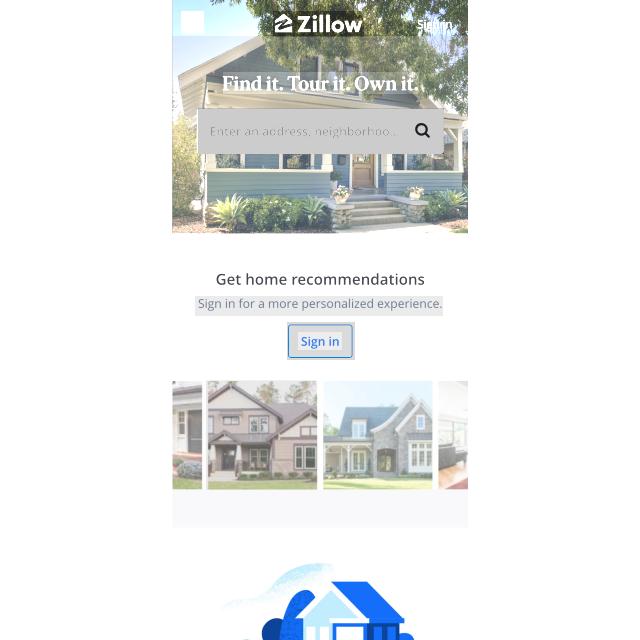 Zillow
Sign in
Find it. Tour it. Own it.
Enter an address, neighborhoo...
Get home recommendations
Sign in for a more personalized experience.
Sign in